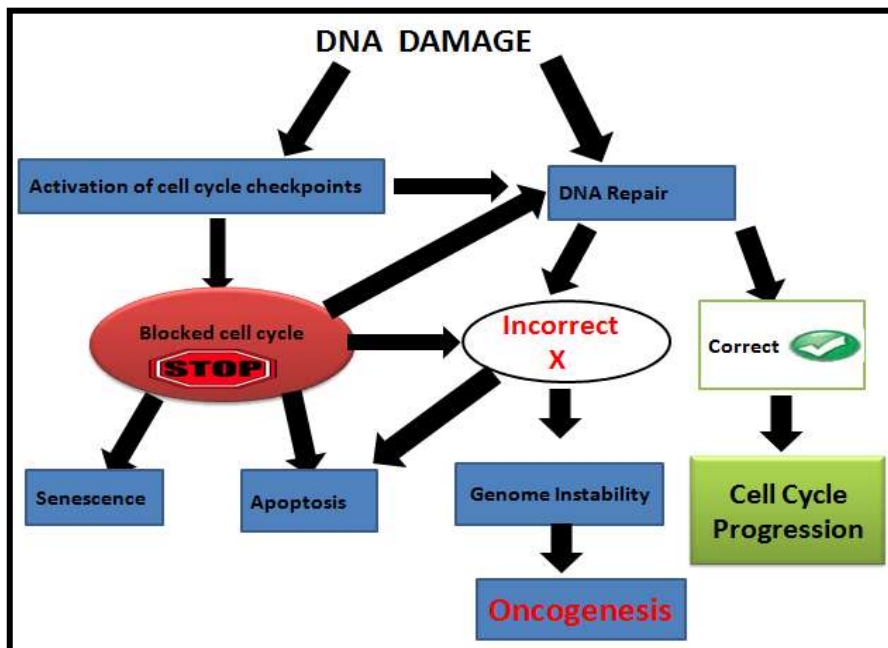 DNA DAMAGE
Activation of cell cycle checkpoints
DNA Repair
Blocked cell cycle
STOP
Incorrect
X
Correct
Senescence
Apoptosis
Genome Instability
Cell Cycle
Progression
Oncogenesis